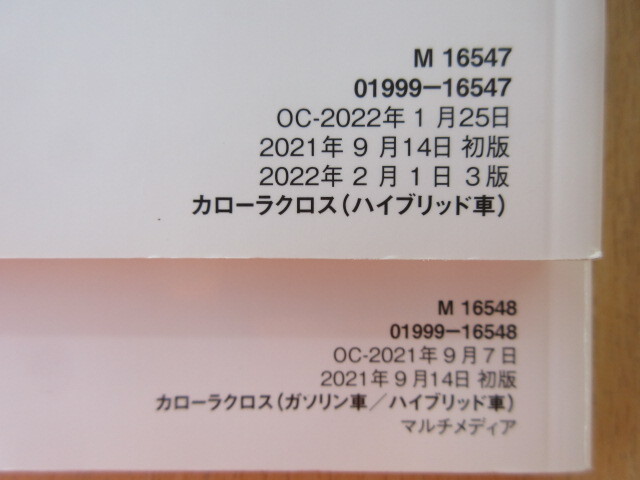 M 16547
01999-16547
OC-2022年 1 月25日
2021年 9 月14日 初版
2022年 2 月 1 日 3版
カローラクロス(ハイブリッド車)
M 16548
01999-16548
OC-2021年 9 月 7 日
2021年 9 月14日 初版
カローラクロス(ガソリン車/ハイブリッド車)
マルチメディア